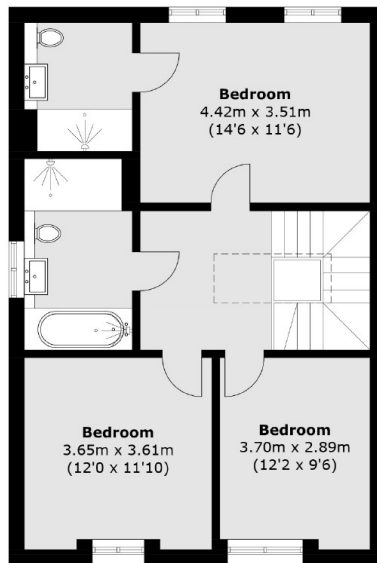 Bedroom
4.42m x 3.51m
(14'6 x 11'6)
Bedroom
3.65m x 3.61m
(12'0 x 11'10)
Bedroom
3.70m x 2.89m
(12'2 x 9'6)